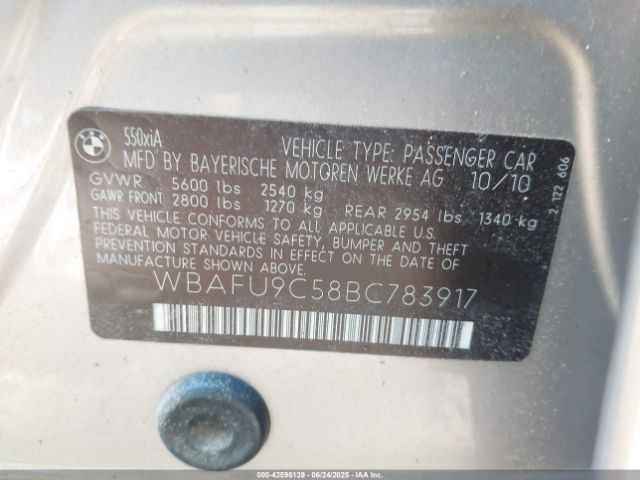 BMW
550xiA
VEHICLE TYPE: PASSENGER CAR
MFD BY BAYERISCHE MOTOREN WERKE AG 10/10
GVWR 5600 lbs 2540 kg
GAWR FRONT 2800 lbs 1270 kg REAR 2954 lbs 1340 kg
THIS VEHICLE CONFORMS TO ALL APPLICABLE U.S.
FEDERAL MOTOR VEHICLE SAFETY, BUMPER AND THEFT
PREVENTION STANDARDS IN EFFECT ON THE DATE OF
MANUFACTURE SHOWN ABOVE.
WBAFU9C58BC783917
2 122 606
000-42595139 - 06/24/2025 - IAA Inc.